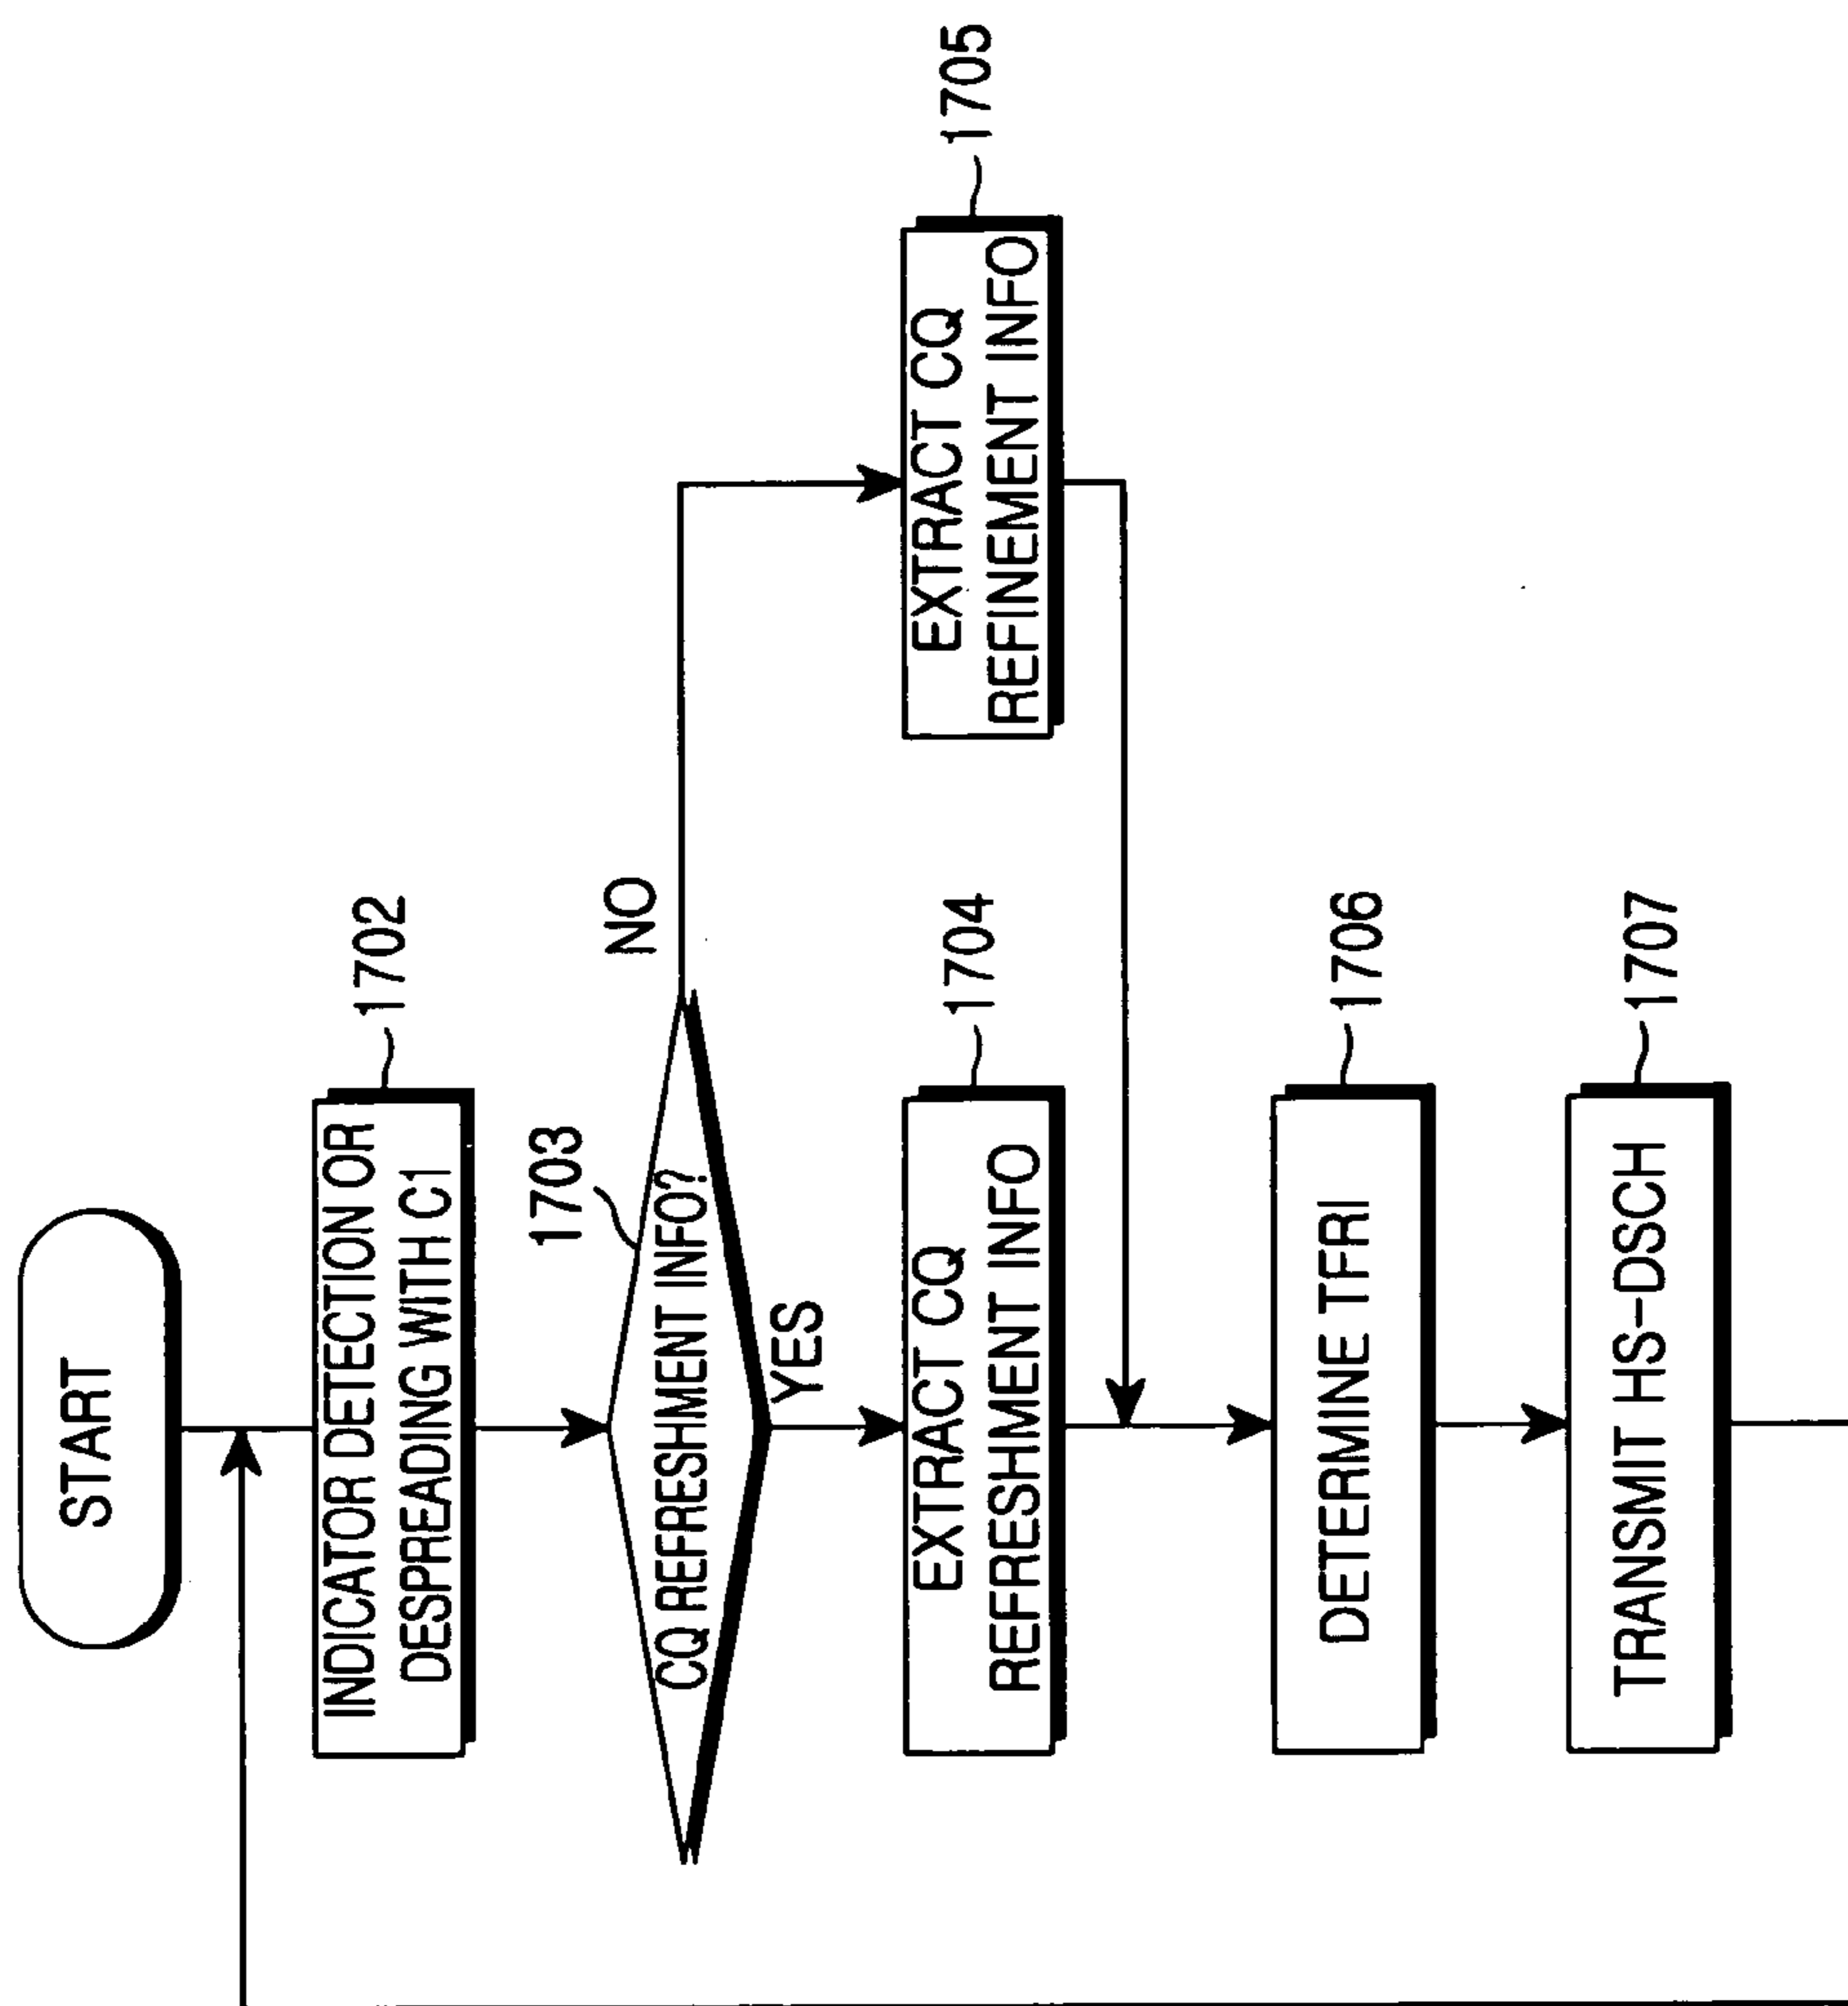 START
INDICATOR DETECTION OR
DESPREADING WITH C1
1702
1703
CQ REFRESHMENT INFO?
NO
YES
EXTRACT CQ
REFRESHMENT INFO
1704
EXTRACT CQ
REFINEMENT INFO
1705
DETERMINE TFRI
1706
TRANSMIT HS-DSCH
1707